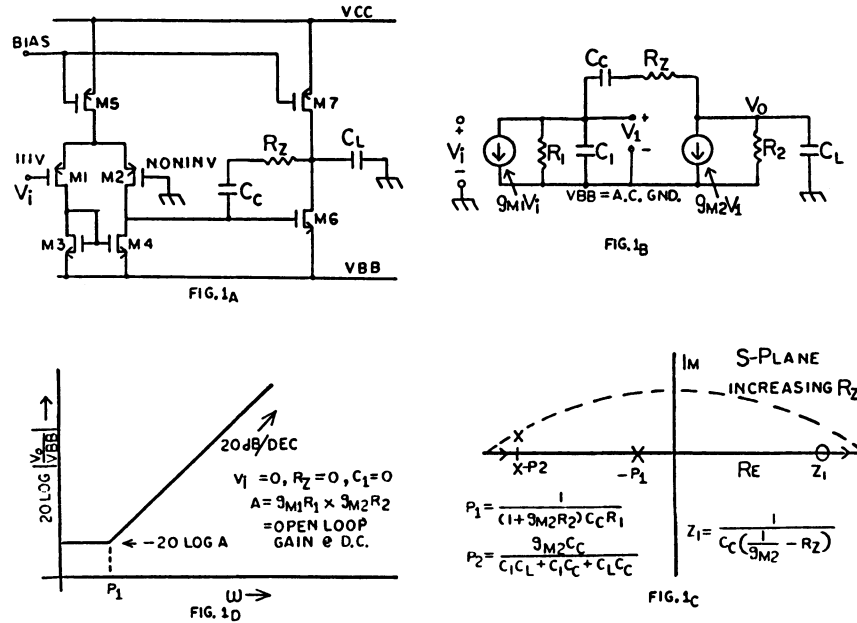 VCC
BIAS
M5
M7
INV
Vi
M1
M2
NONINV
RZ
CC
CL
M6
M3
M4
VBB
FIG.1A
CC
RZ
VO
+
Vi
-
R1
C1
+
V1
-
R2
CL
gM1Vi
VBB = A.C. GND.
gM2V1
FIG.1B
20 LOG |VO/VBB| →
20dB/DEC
Vi = 0, RZ = 0, C1 = 0
A = gM1R1 x gM2R2
= OPEN LOOP
GAIN @ D.C.
← -20 LOG A
P1
ω→
FIG.1D
IM
S-PLANE
INCREASING RZ
X
X-P2
X
-P1
RE
Z1
P1 = 1/((1+gM2R2)CCR1)
P2 = gM2CC/(C1CL + C1CC + CLCC)
Z1 = 1/(CC(1/gM2 - RZ))
FIG.1C